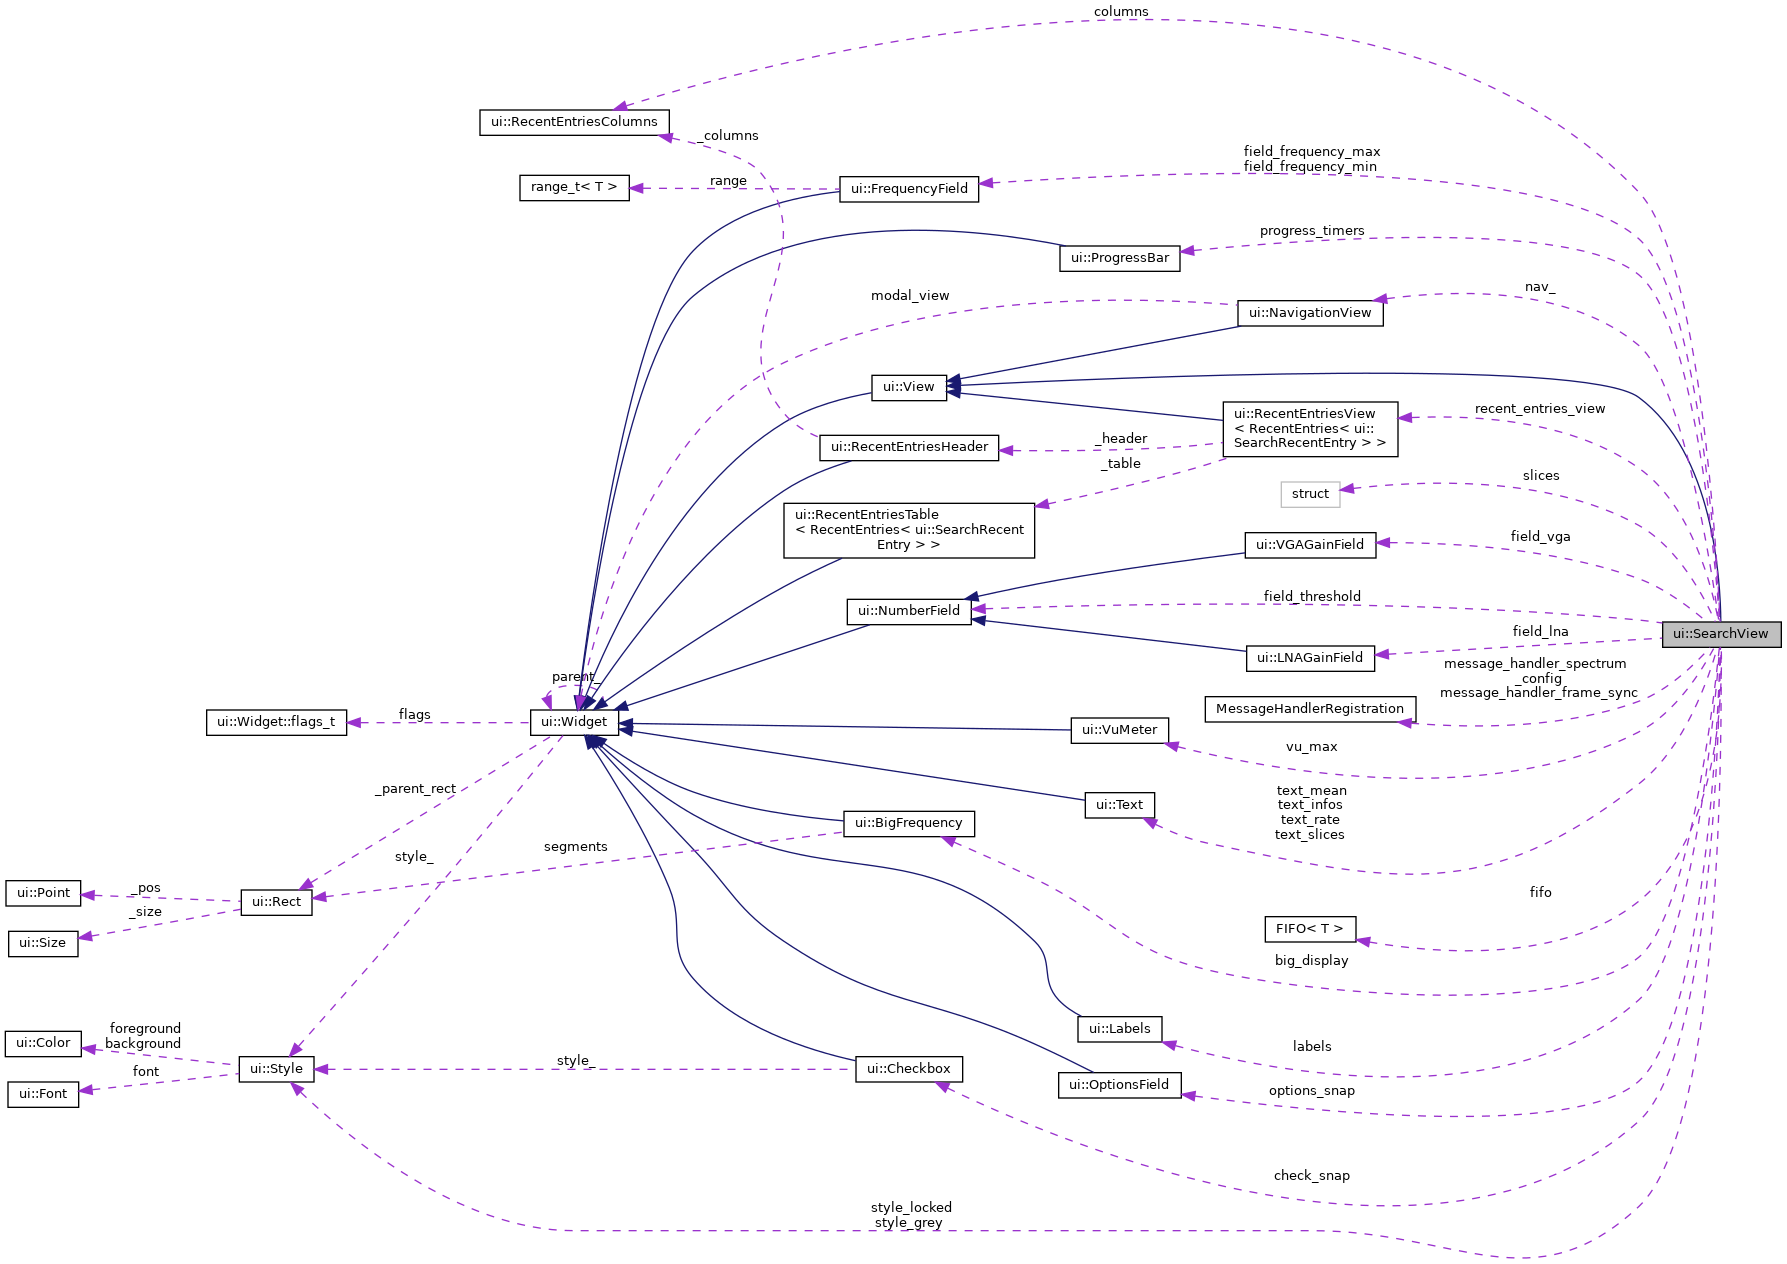 columns
ui::RecentEntriesColumns
_columns
field_frequency_max
field_frequency_min
range_t< T >
range
ui::FrequencyField
progress_timers
ui::ProgressBar
modal_view
nav_
ui::NavigationView
ui::View
recent_entries_view
ui::RecentEntriesView
< RecentEntries< ui::
SearchRecentEntry > >
_header
ui::RecentEntriesHeader
_table
slices
struct
ui::RecentEntriesTable
< RecentEntries< ui::SearchRecent
Entry > >
field_vga
ui::VGAGainField
field_threshold
ui::NumberField
field_lna
ui::SearchView
ui::LNAGainField
message_handler_spectrum
_config
message_handler_frame_sync
parent_
MessageHandlerRegistration
flags
ui::Widget::flags_t
ui::Widget
ui::VuMeter
vu_max
_parent_rect
text_mean
text_infos
text_rate
text_slices
ui::Text
ui::BigFrequency
segments
style_
_pos
ui::Point
ui::Rect
fifo
_size
FIFO< T >
ui::Size
big_display
foreground
background
ui::Color
ui::Labels
labels
style_
font
ui::Style
ui::Checkbox
ui::OptionsField
options_snap
ui::Font
check_snap
style_locked
style_grey